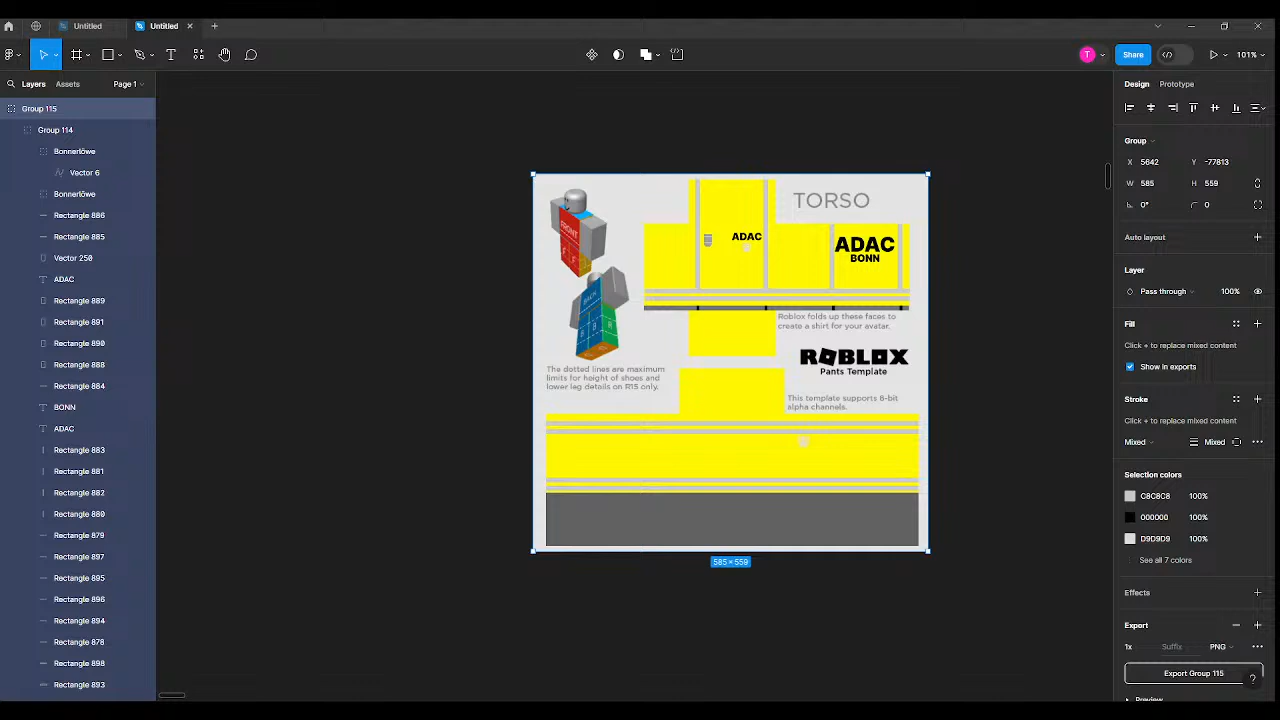 Untitled
Untitled
Share
101%
Layers
Assets
Page 1
Group 115
Group 114
Bonnerlöwe
Vector 6
Bonnerlöwe
Rectangle 886
Rectangle 885
Vector 250
ADAC
Rectangle 889
Rectangle 891
Rectangle 890
Rectangle 888
Rectangle 884
BONN
ADAC
Rectangle 883
Rectangle 881
Rectangle 882
Rectangle 880
Rectangle 879
Rectangle 897
Rectangle 895
Rectangle 896
Rectangle 894
Rectangle 878
Rectangle 898
Rectangle 893
TORSO
FRONT
ADAC
ADAC
BONN
BACH
Roblox folds up these faces to
create a shirt for your avatar.
ROBLOX
Pants Template
The dotted lines are maximum
limits for height of shoes and
lower leg details on R15 only.
This template supports 8-bit
alpha channels.
585 × 559
Design
Prototype
Group
X
5642
Y
-77813
W
585
H
559
0°
0
Auto layout
Layer
Pass through
100%
Fill
Click + to replace mixed content
Show in exports
Stroke
Click + to replace mixed content
Mixed
Mixed
Selection colors
C8C8C8
100%
000000
100%
D9D9D9
100%
See all 7 colors
Effects
Export
1x
Suffix
PNG
Export Group 115
?
Preview